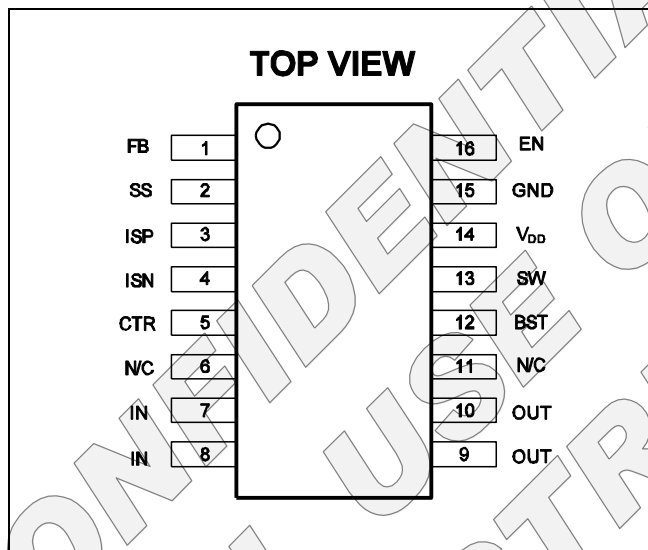 TOP VIEW
FB 1 16 EN
SS 2 15 GND
ISP 3 14 VDD
ISN 4 13 SW
CTR 5 12 BST
N/C 6 11 N/C
IN 7 10 OUT
IN 8 9 OUT